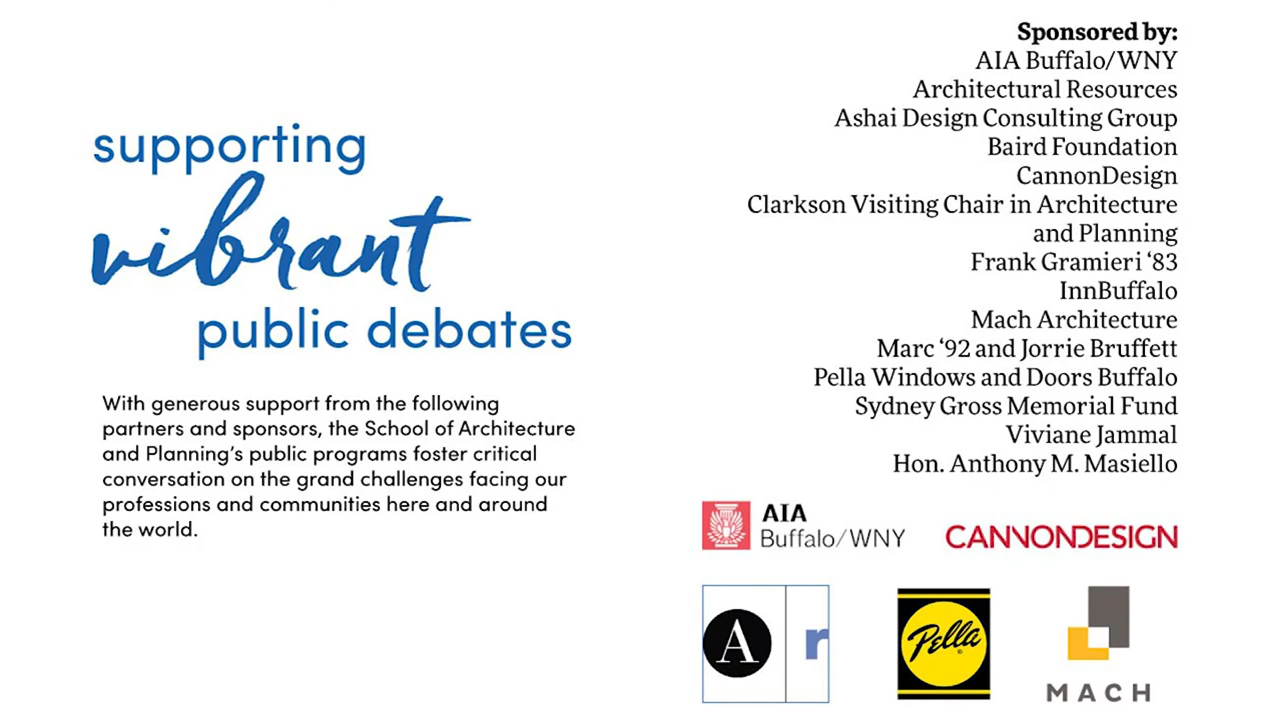 supporting
vibrant
public debates
With generous support from the following
partners and sponsors, the School of Architecture
and Planning’s public programs foster critical
conversation on the grand challenges facing our
professions and communities here and around
the world.
Sponsored by:
AIA Buffalo/WNY
Architectural Resources
Ashai Design Consulting Group
Baird Foundation
CannonDesign
Clarkson Visiting Chair in Architecture
and Planning
Frank Gramieri ‘83
InnBuffalo
Mach Architecture
Marc ‘92 and Jorrie Bruffett
Pella Windows and Doors Buffalo
Sydney Gross Memorial Fund
Viviane Jammal
Hon. Anthony M. Masiello
AIA
Buffalo/WNY
CANNONDESIGN
A r
Pella
MACH